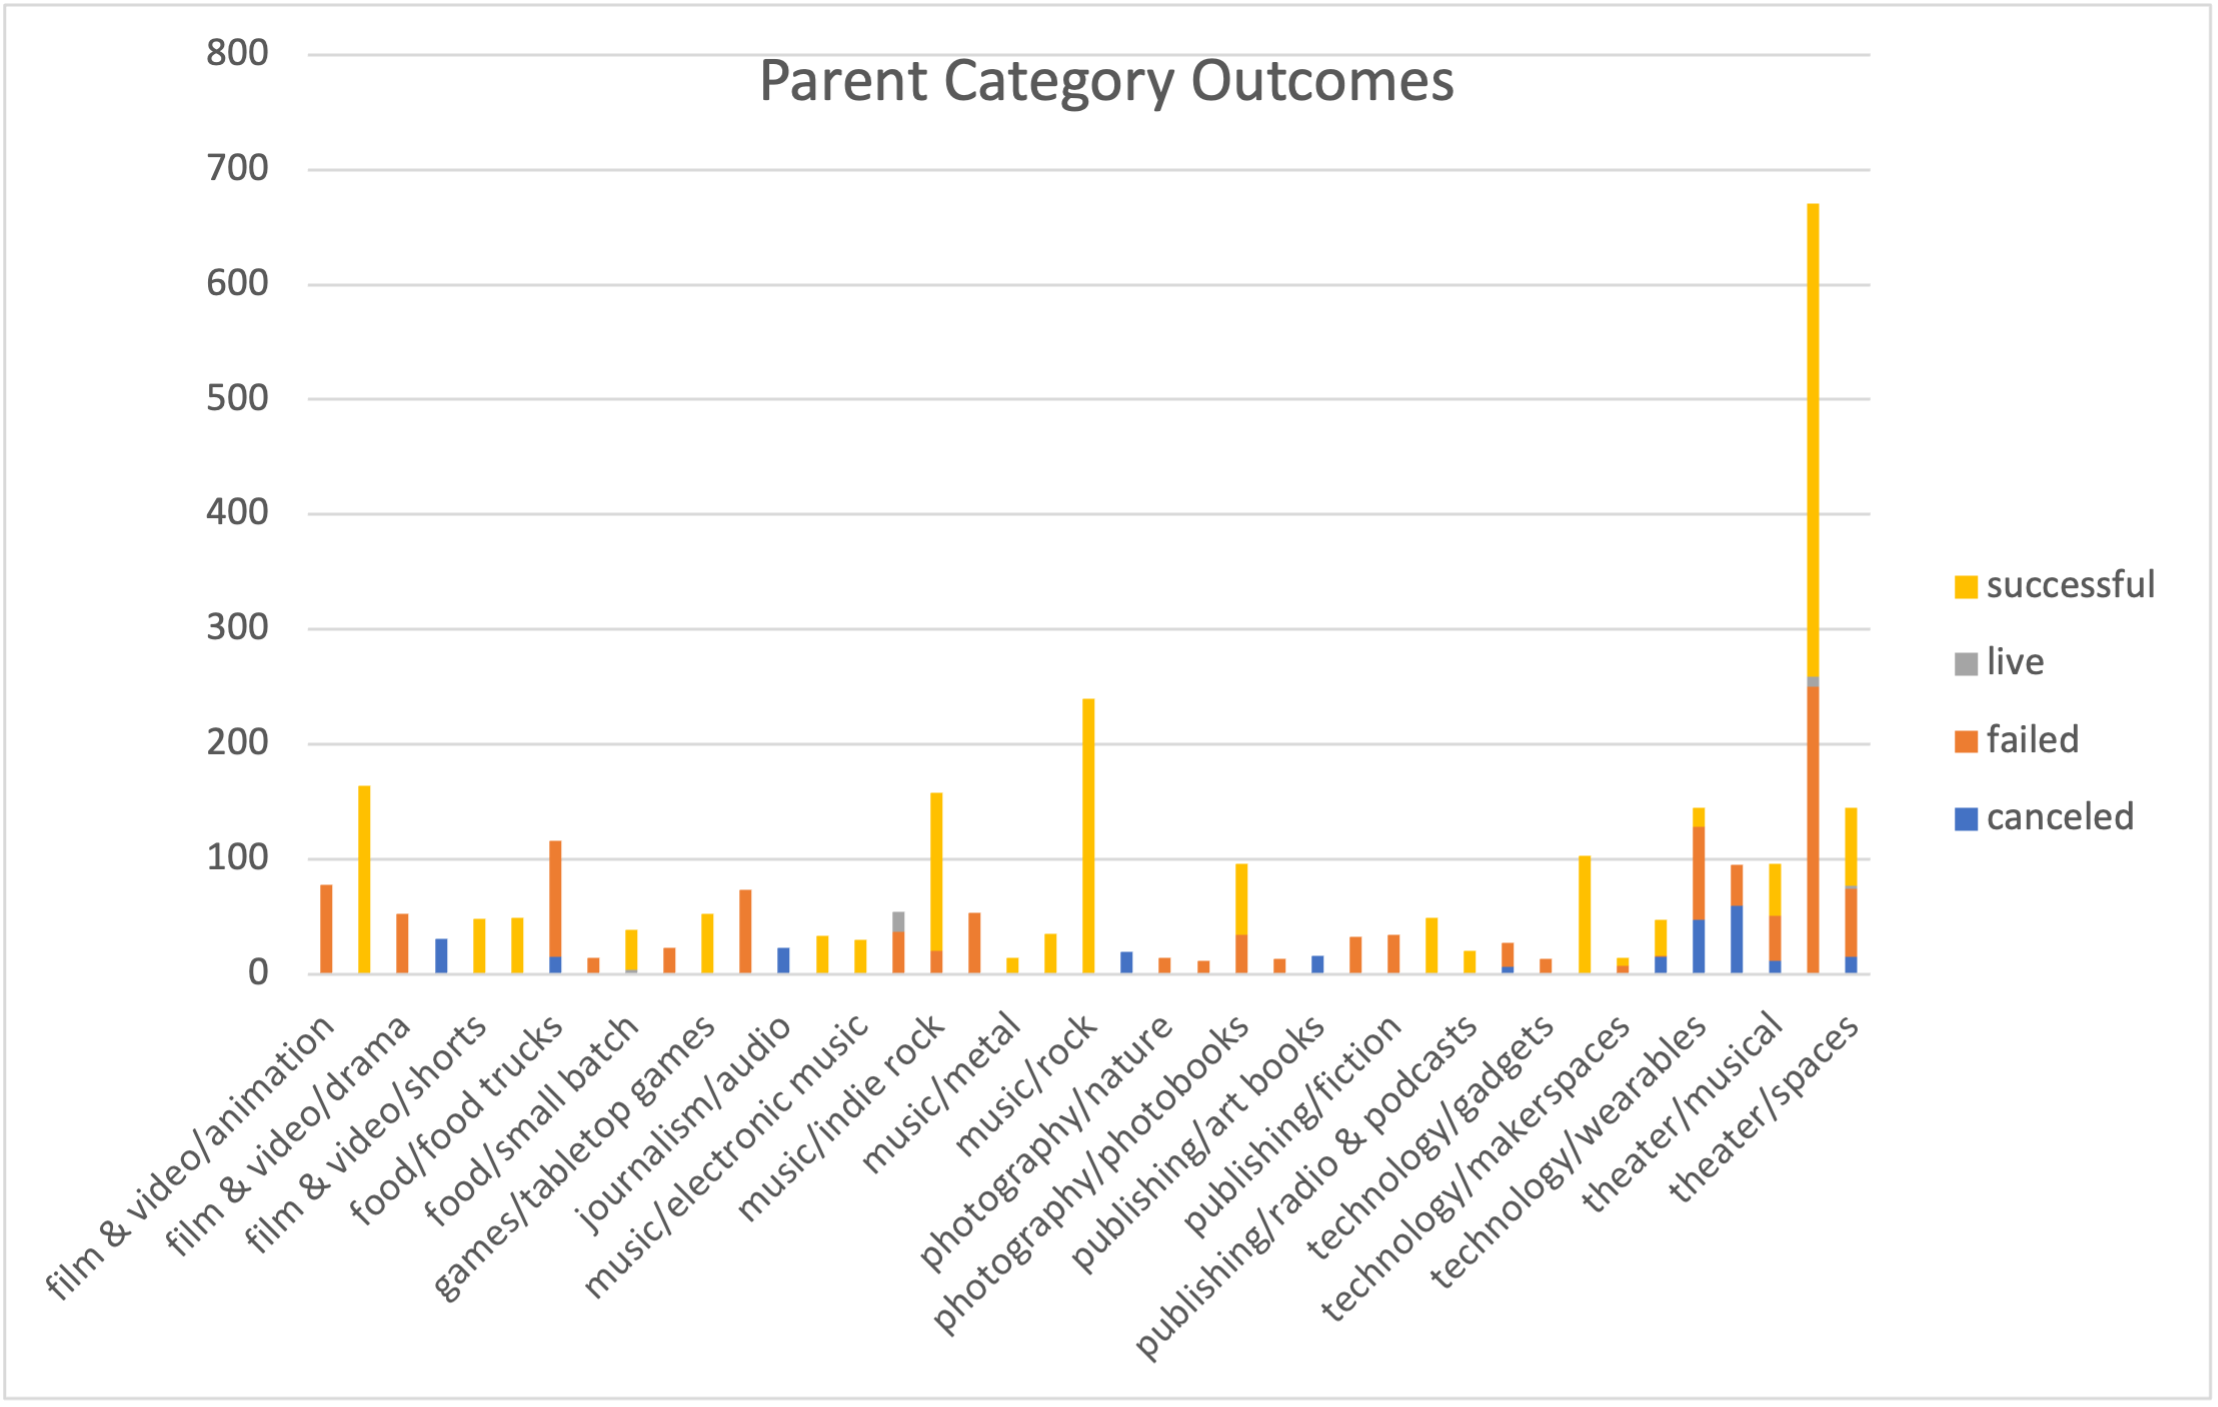 Parent Category Outcomes
800
700
600
500
400
300
200
100
0
successful
live
failed
canceled
film & video/animation
film & video/drama
film & video/shorts
food/food trucks
food/small batch
games/tabletop games
journalism/audio
music/electronic music
music/indie rock
music/metal
music/rock
photography/nature
photography/photobooks
publishing/art books
publishing/fiction
publishing/radio & podcasts
technology/gadgets
technology/makerspaces
technology/wearables
theater/musical
theater/spaces